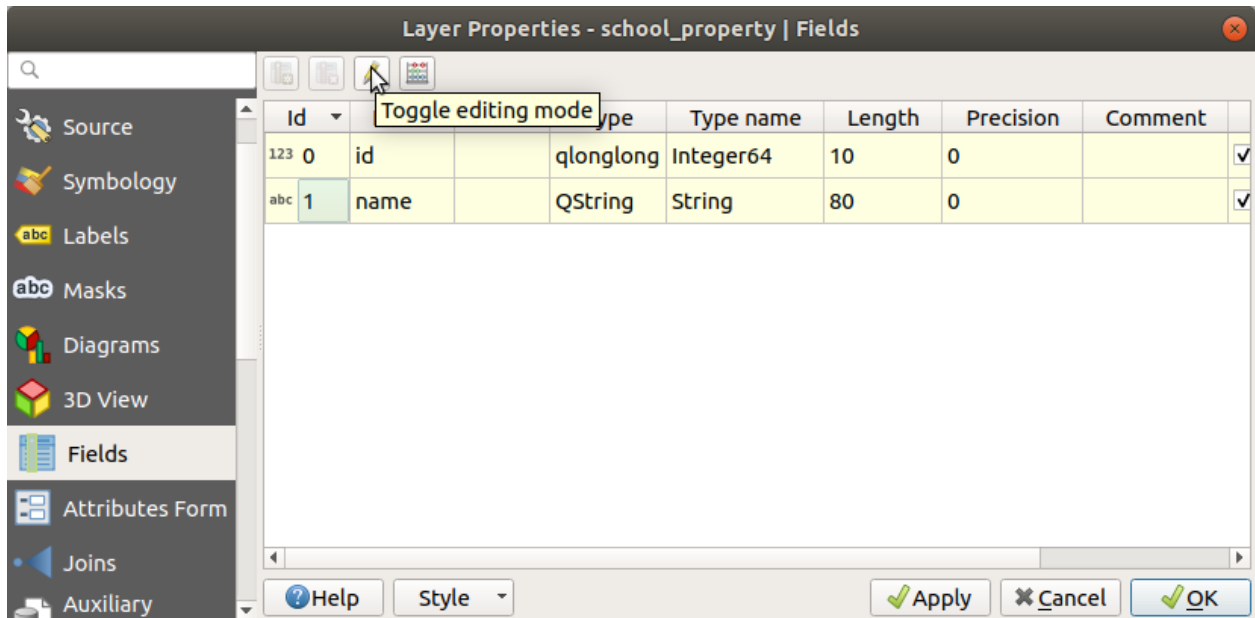 Layer Properties - school_property | Fields
Toggle editing mode
Id Type name Length Precision Comment
123 0 id qlonglong Integer64 10 0
abc 1 name QString String 80 0
Source
Symbology
abc Labels
abc Masks
Diagrams
3D View
Fields
Attributes Form
Joins
Auxiliary
Help Style Apply Cancel OK